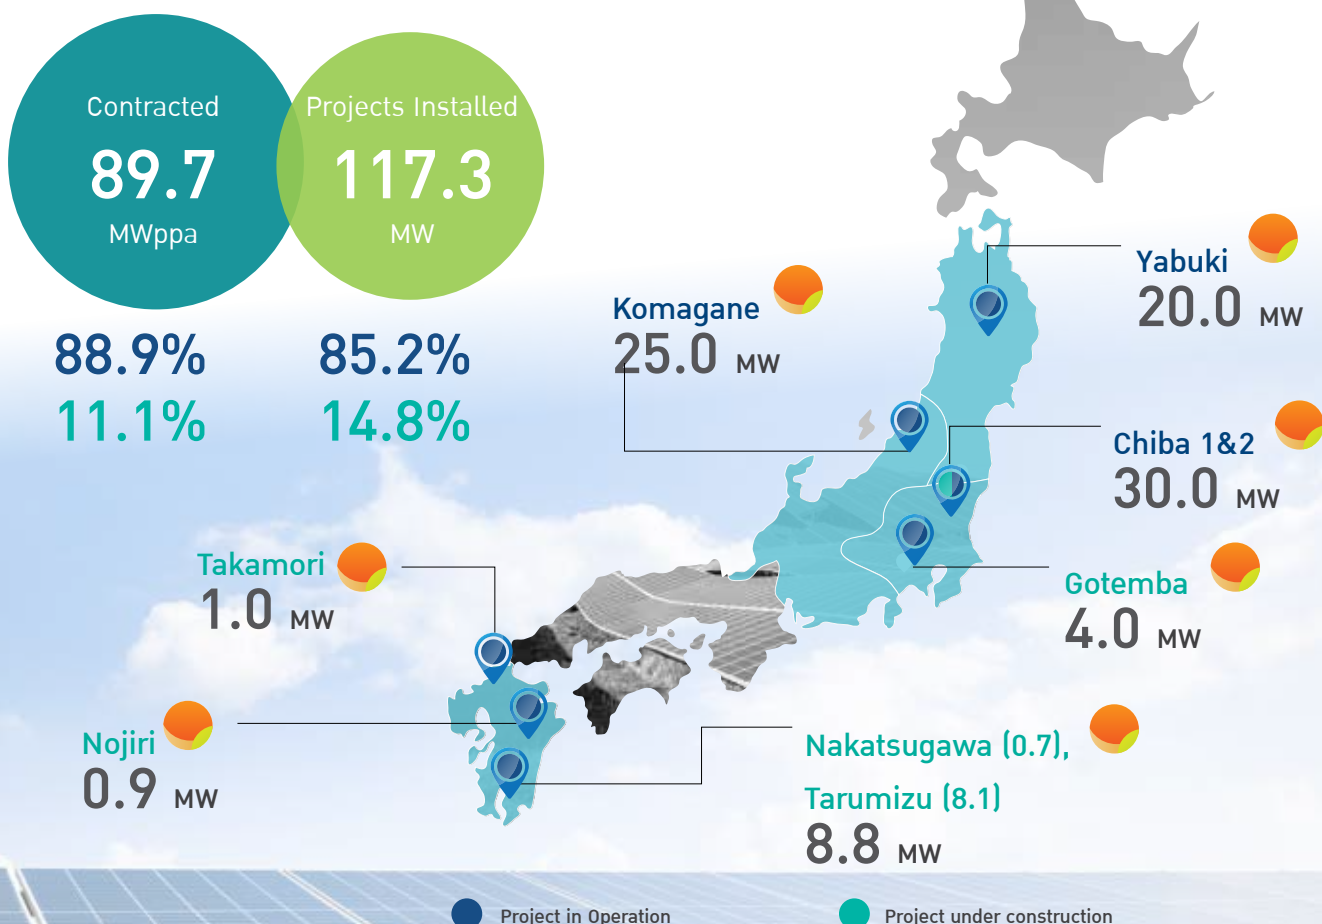 Contracted
89.7
MWppa
Projects Installed
117.3
MW
88.9%
11.1%
85.2%
14.8%
Yabuki
20.0 MW
Komagane
25.0 MW
Chiba 1&2
30.0 MW
Takamori
1.0 MW
Gotemba
4.0 MW
Nojiri
0.9 MW
Nakatsugawa (0.7),
Tarumizu (8.1)
8.8 MW
Project in Operation
Project under construction